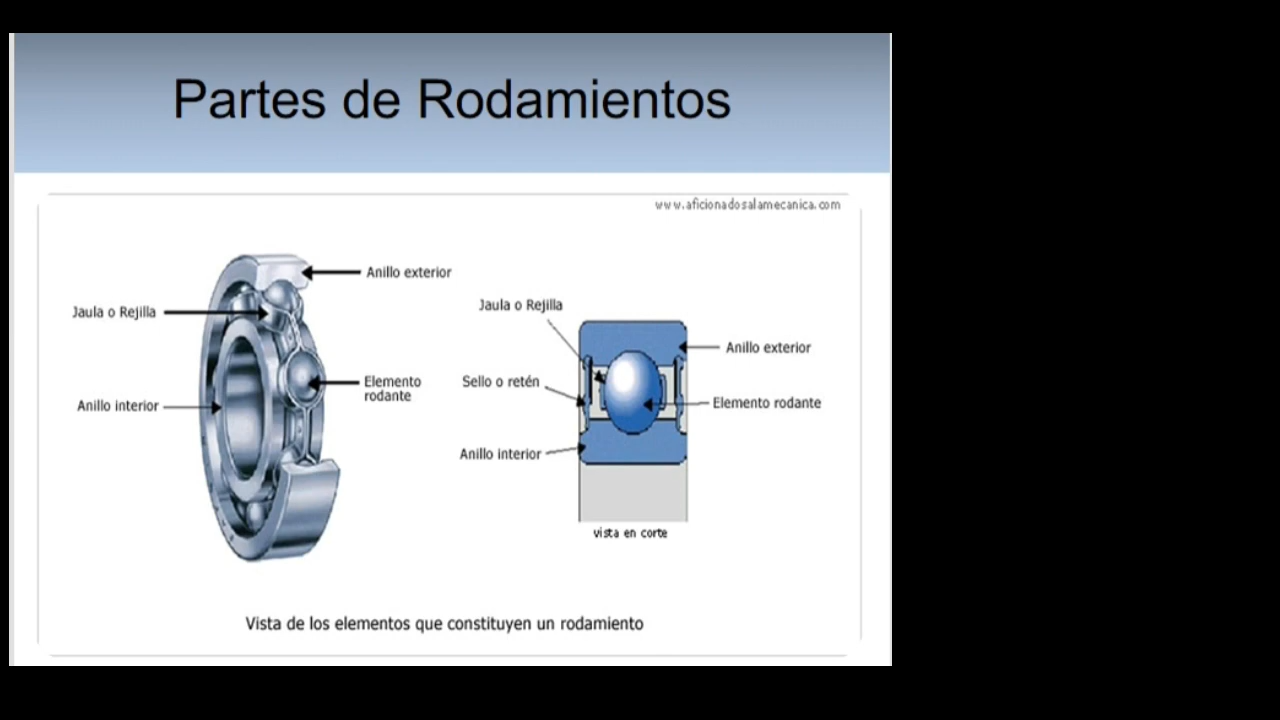 Partes de Rodamientos
www.aficionadosalamecanica.com
Anillo exterior
Jaula o Rejilla
Elemento
rodante
Anillo interior
Jaula o Rejilla
Anillo exterior
Sello o retén
Elemento rodante
Anillo interior
vista en corte
Vista de los elementos que constituyen un rodamiento